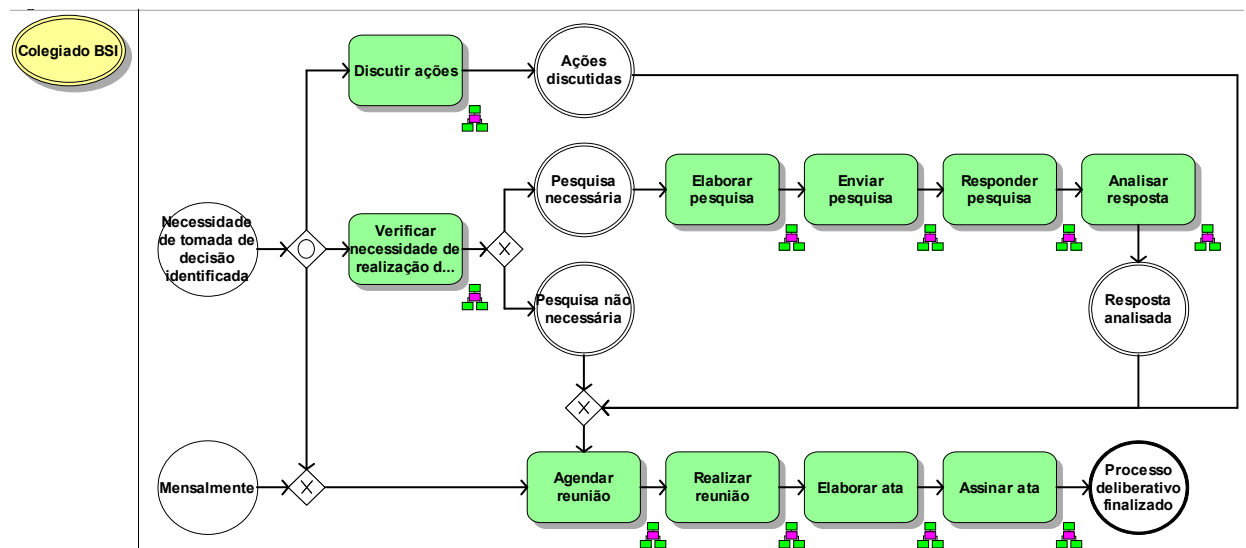 Colegiado BSI
Discutir ações
Ações
discutidas
Pesquisa
necessária
Elaborar
pesquisa
Enviar
pesquisa
Responder
pesquisa
Analisar
resposta
Necessidade
de tomada de
decisão
identificada
Verificar
necessidade de
realização d...
Pesquisa não
necessária
Resposta
analisada
Mensalmente
Agendar
reunião
Realizar
reunião
Elaborar ata
Assinar ata
Processo
deliberativo
finalizado